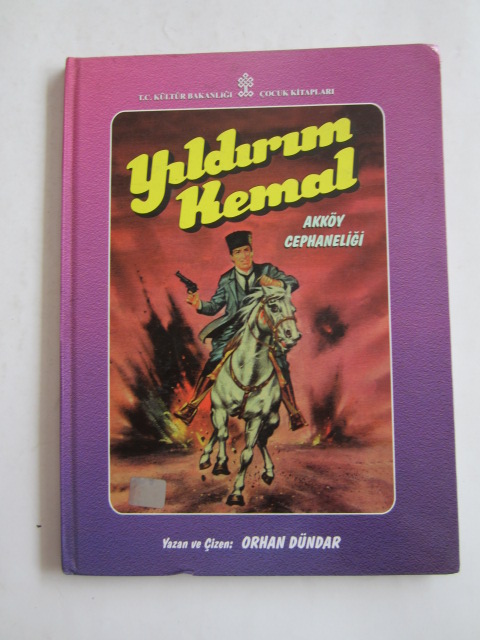 T.C. KÜLTÜR BAKANLIĞI ÇOCUK KİTAPLARI
Yıldırım
Kemal
AKKÖY
CEPHANELİĞİ
Yazan ve Çizen: ORHAN DÜNDAR